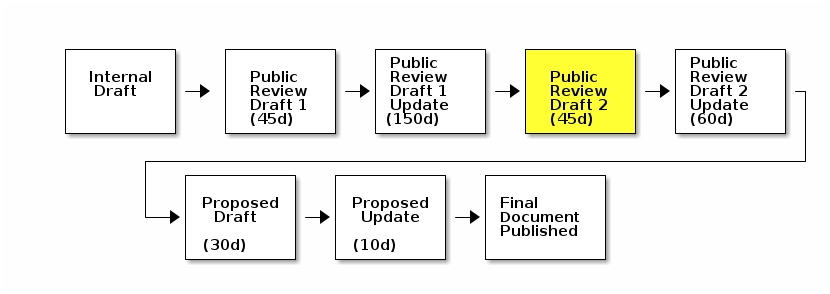 Internal
Draft
Public
Review
Draft 1
(45d)
Public
Review
Draft 1
Update
(150d)
Public
Review
Draft 2
(45d)
Public
Review
Draft 2
Update
(60d)
Proposed
Draft
(30d)
Proposed
Update
(10d)
Final
Document
Published